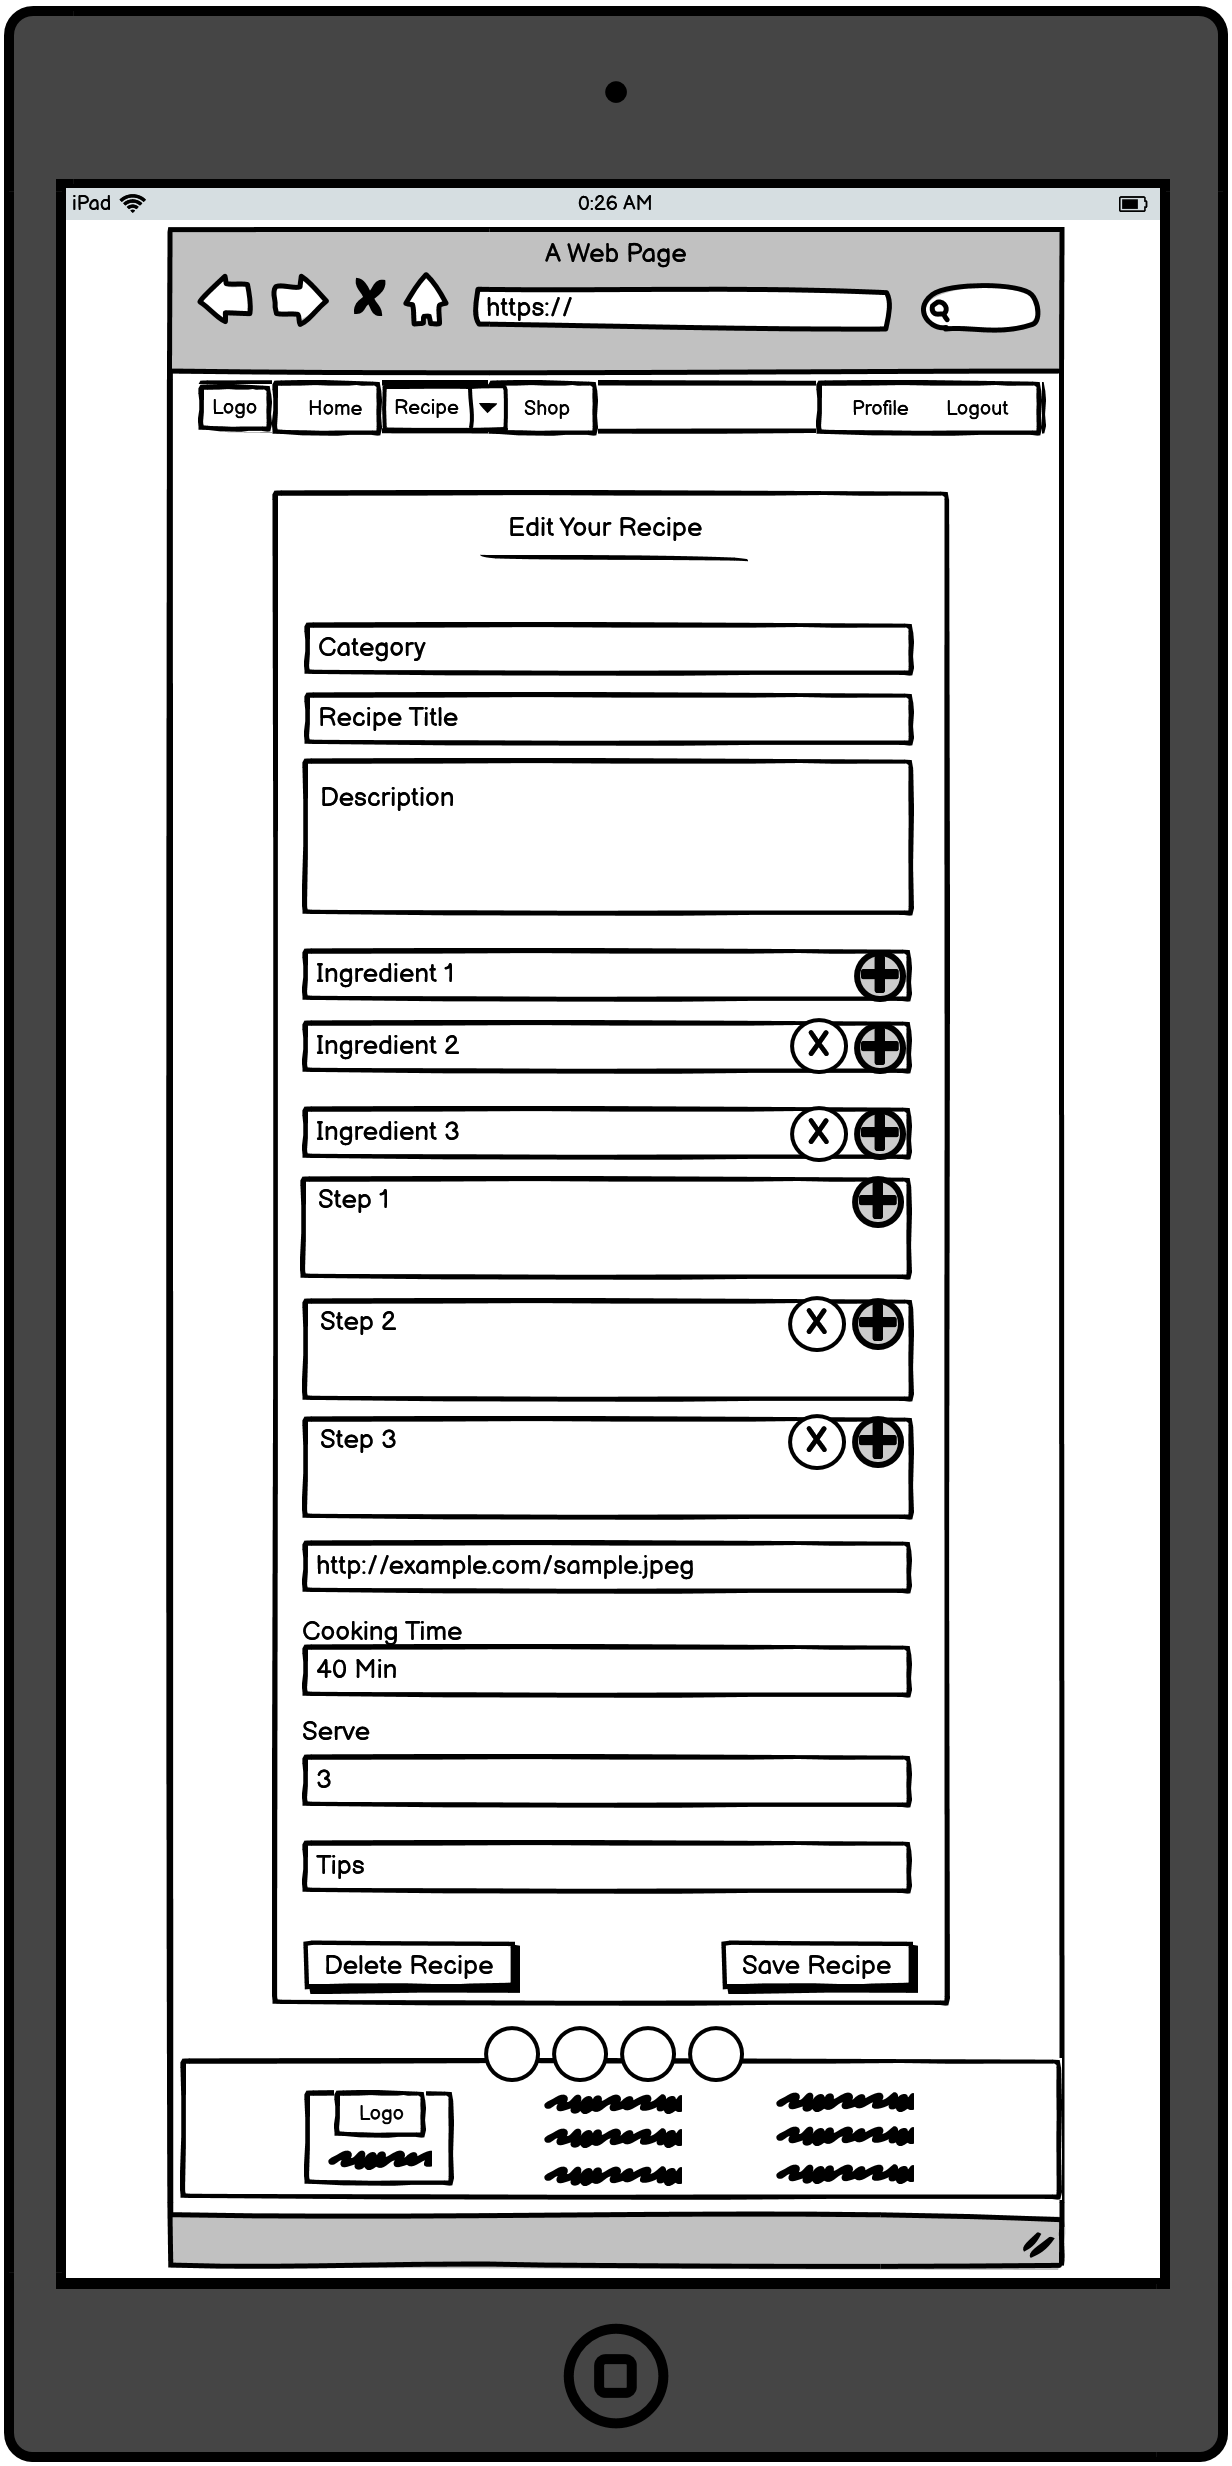 iPad 0:26 AM
A Web Page
https://
Logo Home Recipe Shop Profile Logout
Edit Your Recipe
Category
Recipe Title
Description
Ingredient 1
Ingredient 2 X
Ingredient 3 X
Step 1
Step 2 X
Step 3 X
http://example.com/sample.jpeg
Cooking Time
40 Min
Serve
3
Tips
Delete Recipe Save Recipe
Logo